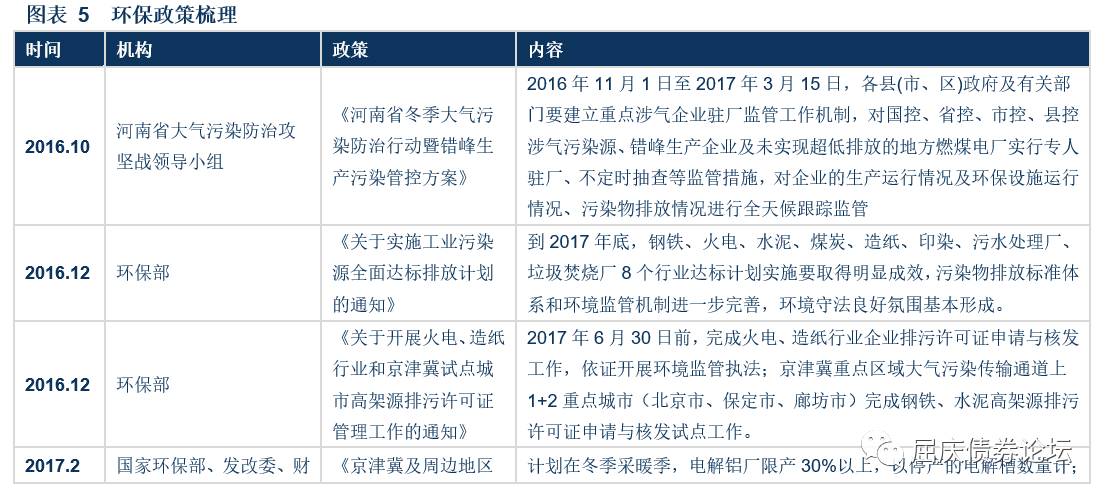 图表 5 环保政策梳理
时间 机构 政策 内容
2016.10
河南省大气污染防治攻
坚战领导小组
《河南省冬季大气污
染防治行动暨错峰生
产污染管控方案》
2016 年 11 月 1 日至 2017 年 3 月 15 日，各县(市、区)政府及有关部
门要建立重点涉气企业驻厂监管工作机制，对国控、省控、市控、县控
涉气污染源、错峰生产企业及未实现超低排放的地方燃煤电厂实行专人
驻厂、不定时抽查等监管措施，对企业的生产运行情况及环保设施运行
情况、污染物排放情况进行全天候跟踪监管
2016.12
环保部
《关于实施工业污染
源全面达标排放计划
的通知》
到 2017 年底，钢铁、火电、水泥、煤炭、造纸、印染、污水处理厂、
垃圾焚烧厂 8 个行业达标计划实施要取得明显成效，污染物排放标准体
系和环境监管机制进一步完善，环境守法良好氛围基本形成。
2016.12
环保部
《关于开展火电、造纸
行业和京津冀试点城
市高架源排污许可证
管理工作的通知》
2017 年 6 月 30 日前，完成火电、造纸行业企业排污许可证申请与核发
工作，依证开展环境监管执法；京津冀重点区域大气污染传输通道上
1+2 重点城市（北京市、保定市、廊坊市）完成钢铁、水泥高架源排污
许可证申请与核发试点工作。
2017.2
国家环保部、发改委、财
《京津冀及周边地区
计划在冬季采暖季，电解铝厂限产 30%以上，以停产的电解槽数量计；
屈庆债券论坛